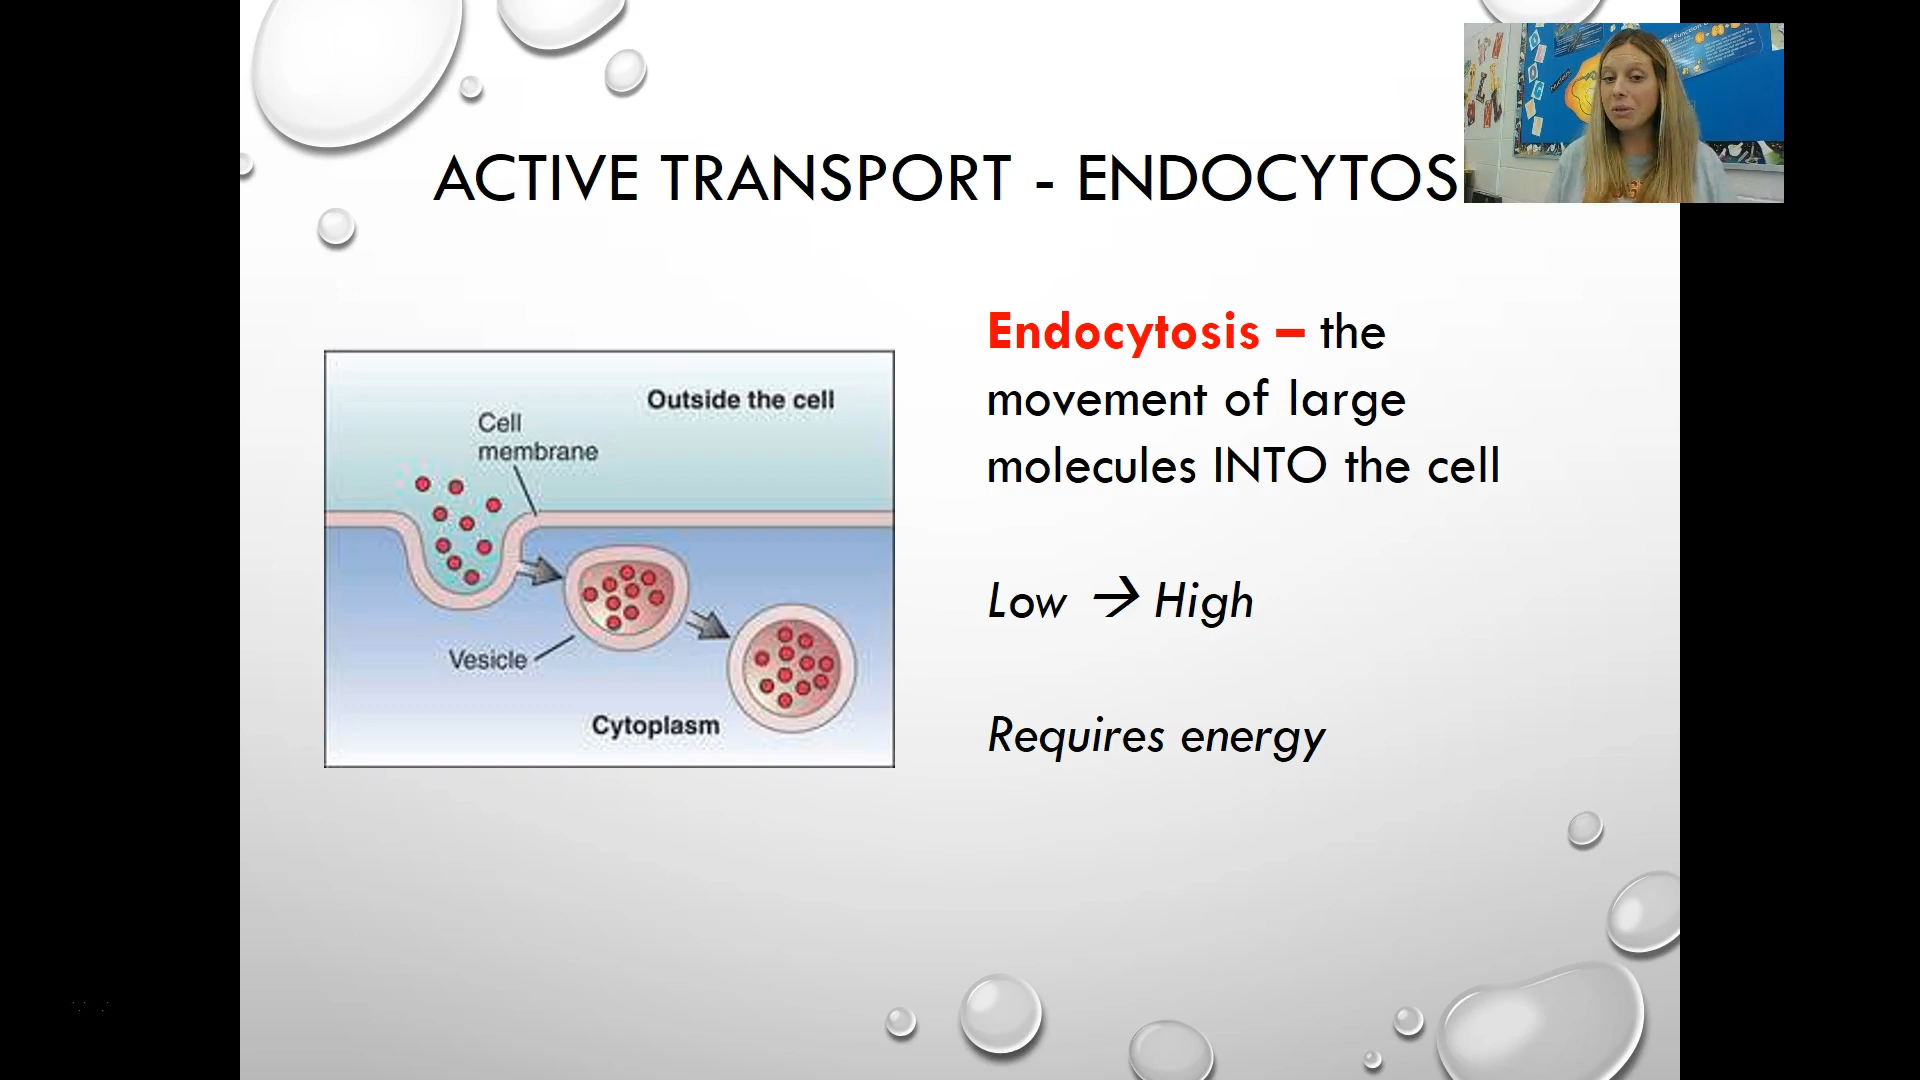 ACTIVE TRANSPORT - ENDOCYTOS
Endocytosis – the
movement of large
molecules INTO the cell
Low → High
Requires energy
Outside the cell
Cell
membrane
Vesicle
Cytoplasm